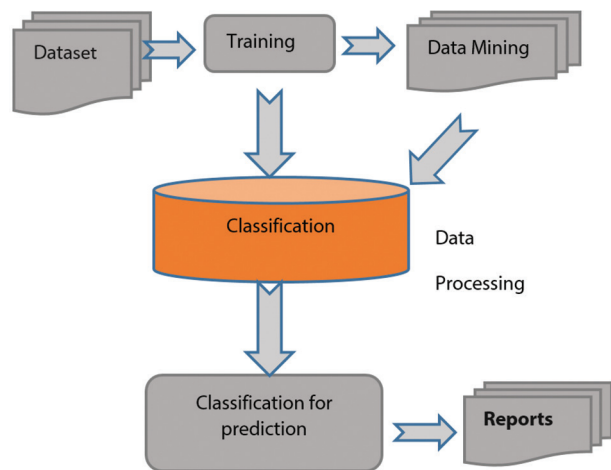 Dataset
Training
Data Mining
Classification
Data
Processing
Classification for
prediction
Reports